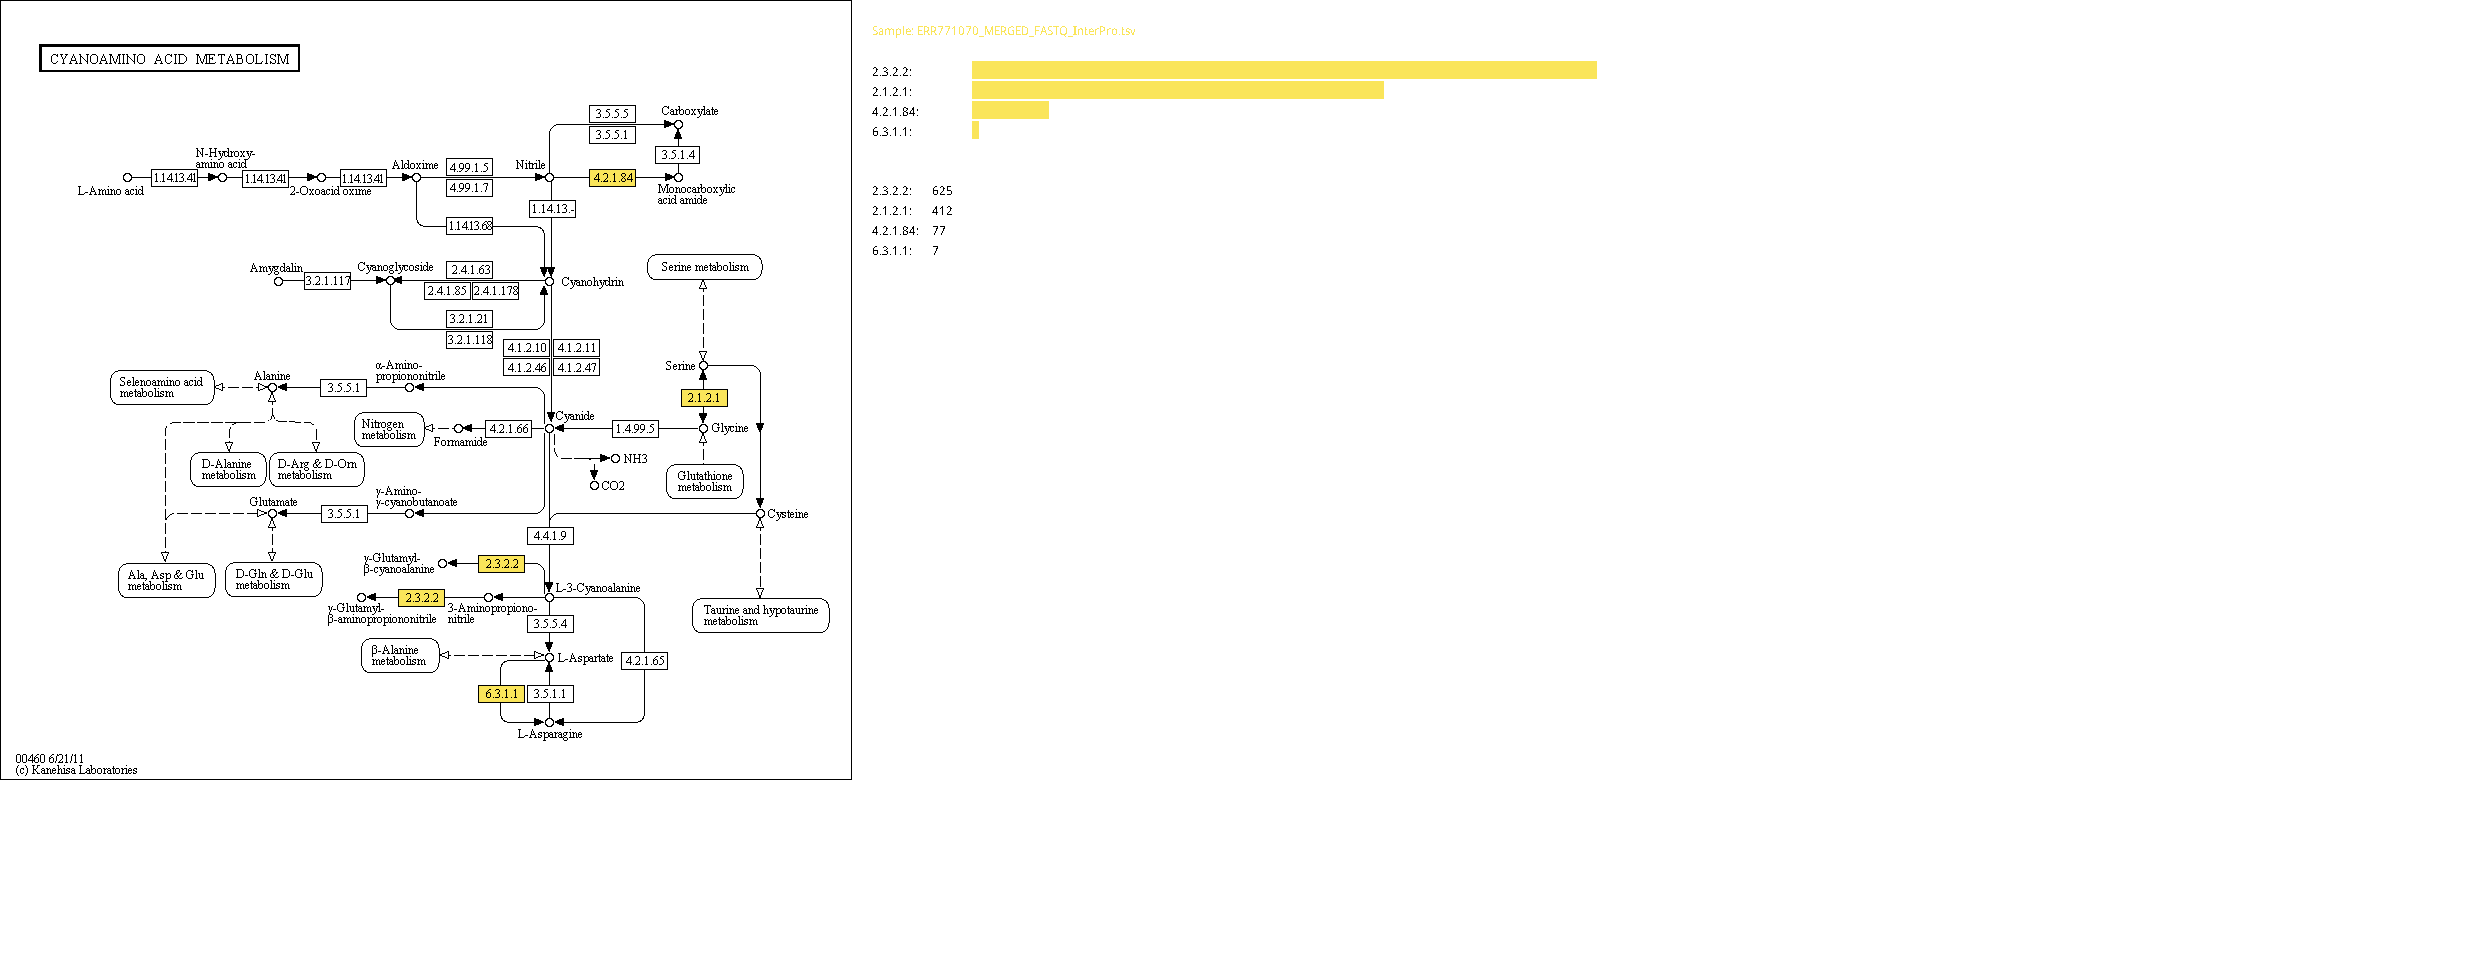 CYANOAMINO ACID METABOLISM
3.5.5.5
Carboxylate
3.5.5.1
N-Hydroxy-
amino acid
3.5.1.4
Aldoxime
4.99.1.5
Nitrile
1.14.13.41
1.14.13.41
1.14.13.41
4.2.1.84
L-Amino acid
2-Oxoacid oxime
4.99.1.7
Monocarboxylic
acid amide
1.14.13.-
1.14.13.68
Amygdalin
Cyanoglycoside
2.4.1.63
Serine metabolism
3.2.1.117
Cyanohydrin
2.4.1.85
2.4.1.178
3.2.1.21
3.2.1.118
4.1.2.10
4.1.2.11
4.1.2.46
4.1.2.47
Serine
α-Amino-
propiononitrile
Alanine
Selenoamino acid
metabolism
3.5.5.1
2.1.2.1
Cyanide
Nitrogen
metabolism
Formamide
4.2.1.66
1.4.99.5
Glycine
NH3
CO2
D-Alanine
metabolism
D-Arg & D-Orn
metabolism
Glutathione
metabolism
γ-Amino-
γ-cyanobutanoate
Glutamate
3.5.5.1
Cysteine
4.4.1.9
γ-Glutamyl-
β-cyanoalanine
2.3.2.2
Ala, Asp & Glu
metabolism
D-Gln & D-Glu
metabolism
L-3-Cyanoalanine
2.3.2.2
γ-Glutamyl-
β-aminopropiononitrile
3-Aminopropiono-
nitrile
Taurine and hypotaurine
metabolism
3.5.5.4
β-Alanine
metabolism
L-Aspartate
4.2.1.65
6.3.1.1
3.5.1.1
L-Asparagine
00460 6/21/11
(c) Kanehisa Laboratories
Sample: ERR771070_MERGED_FASTQ_InterPro.tsv
2.3.2.2:
2.1.2.1:
4.2.1.84:
6.3.1.1:
2.3.2.2: 625
2.1.2.1: 412
4.2.1.84: 77
6.3.1.1: 7